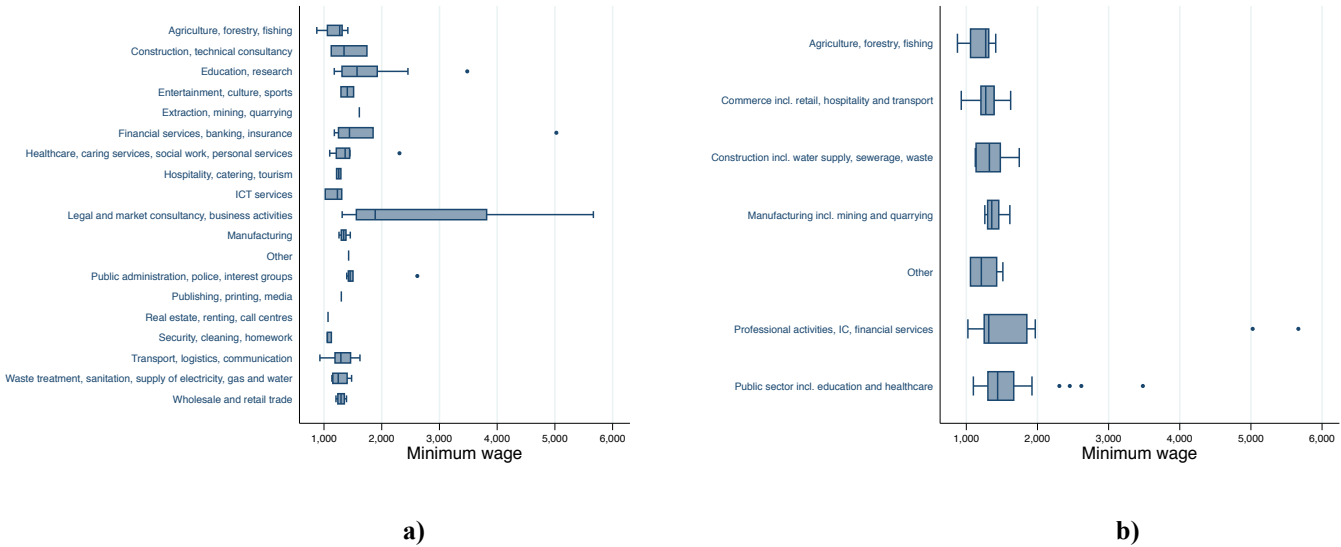 Agriculture, forestry, fishing
Construction, technical consultancy
Education, research
Entertainment, culture, sports
Extraction, mining, quarrying
Financial services, banking, insurance
Healthcare, caring services, social work, personal services
Hospitality, catering, tourism
ICT services
Legal and market consultancy, business activities
Manufacturing
Other
Public administration, police, interest groups
Publishing, printing, media
Real estate, renting, call centres
Security, cleaning, homework
Transport, logistics, communication
Waste treatment, sanitation, supply of electricity, gas and water
Wholesale and retail trade
1,000 2,000 3,000 4,000 5,000 6,000
Minimum wage
a)
Agriculture, forestry, fishing
Commerce incl. retail, hospitality and transport
Construction incl. water supply, sewerage, waste
Manufacturing incl. mining and quarrying
Other
Professional activities, IC, financial services
Public sector incl. education and healthcare
1,000 2,000 3,000 4,000 5,000 6,000
Minimum wage
b)